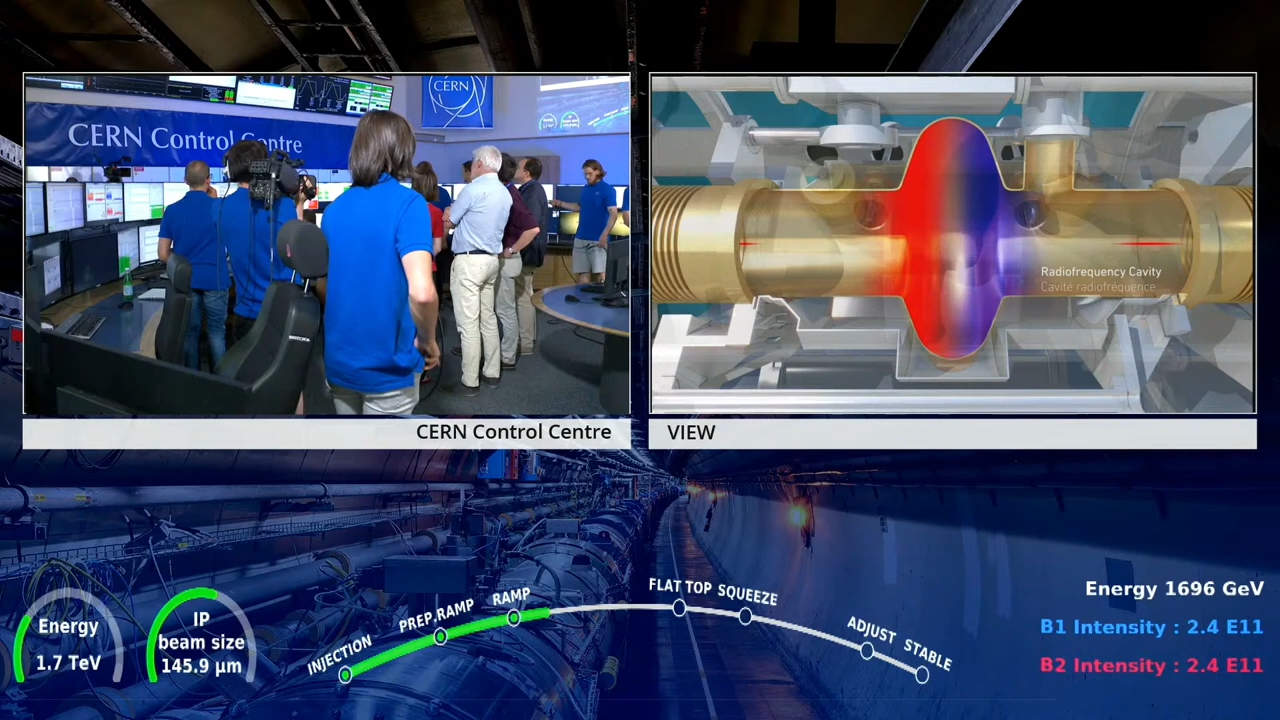 CERN
CERN Control Centre
Radiofrequency Cavity
Cavité radiofréquence
CERN Control Centre
VIEW
Energy
1.7 TeV
IP
beam size
145.9 µm
INJECTION
PREP.RAMP
RAMP
FLAT TOP
SQUEEZE
ADJUST
STABLE
Energy 1696 GeV
B1 Intensity : 2.4 E11
B2 Intensity : 2.4 E11